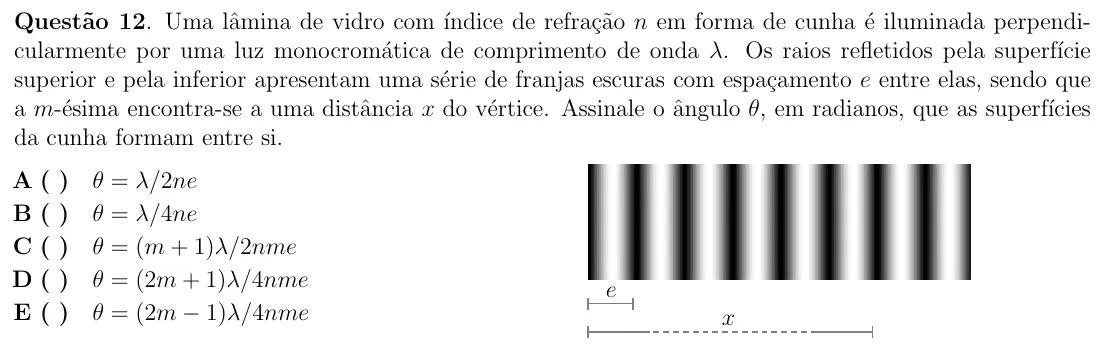 Questão 12. Uma lâmina de vidro com índice de refração n em forma de cunha é iluminada perpendi-
cularmente por uma luz monocromática de comprimento de onda λ. Os raios refletidos pela superfície
superior e pela inferior apresentam uma série de franjas escuras com espaçamento e entre elas, sendo que
a m-ésima encontra-se a uma distância x do vértice. Assinale o ângulo θ, em radianos, que as superfícies
da cunha formam entre si.
A ( ) θ = λ/2ne
B ( ) θ = λ/4ne
C ( ) θ = (m + 1)λ/2nme
D ( ) θ = (2m + 1)λ/4nme
E ( ) θ = (2m − 1)λ/4nme
e
x